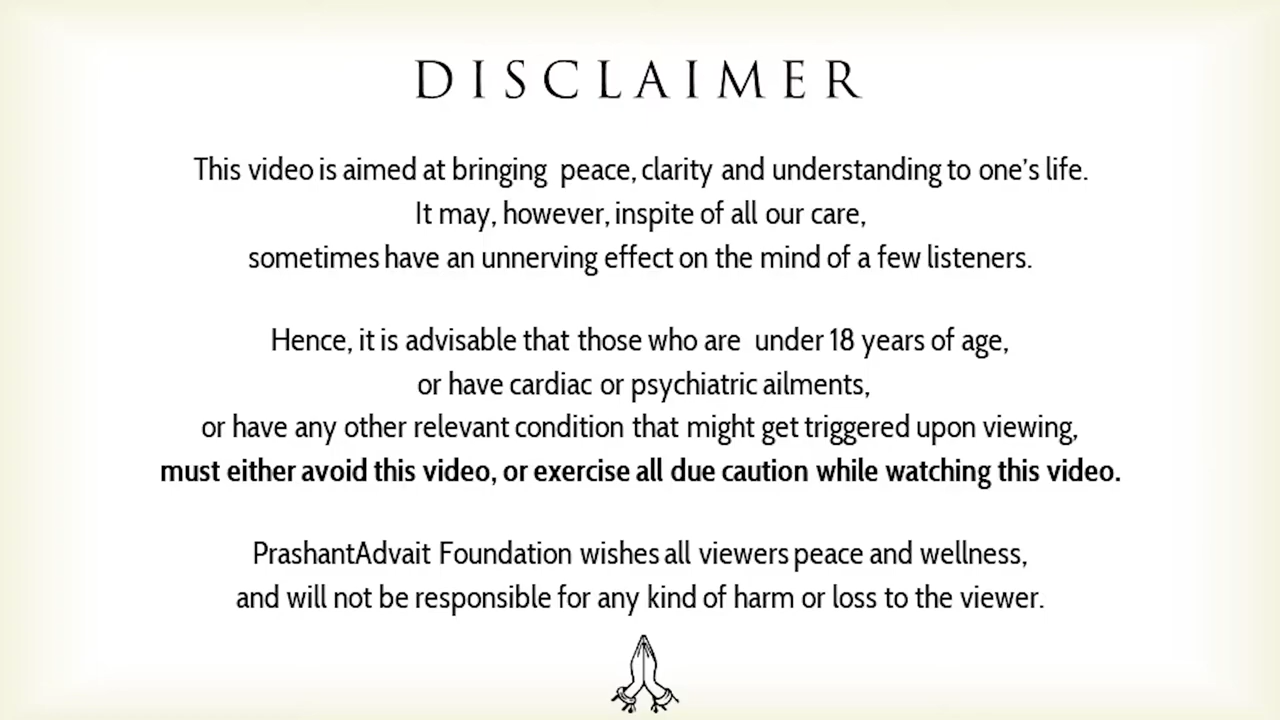 DISCLAIMER
This video is aimed at bringing peace, clarity and understanding to one's life.
It may, however, inspite of all our care,
sometimes have an unnerving effect on the mind of a few listeners.
Hence, it is advisable that those who are under 18 years of age,
or have cardiac or psychiatric ailments,
or have any other relevant condition that might get triggered upon viewing,
must either avoid this video, or exercise all due caution while watching this video.
PrashantAdvait Foundation wishes all viewers peace and wellness,
and will not be responsible for any kind of harm or loss to the viewer.